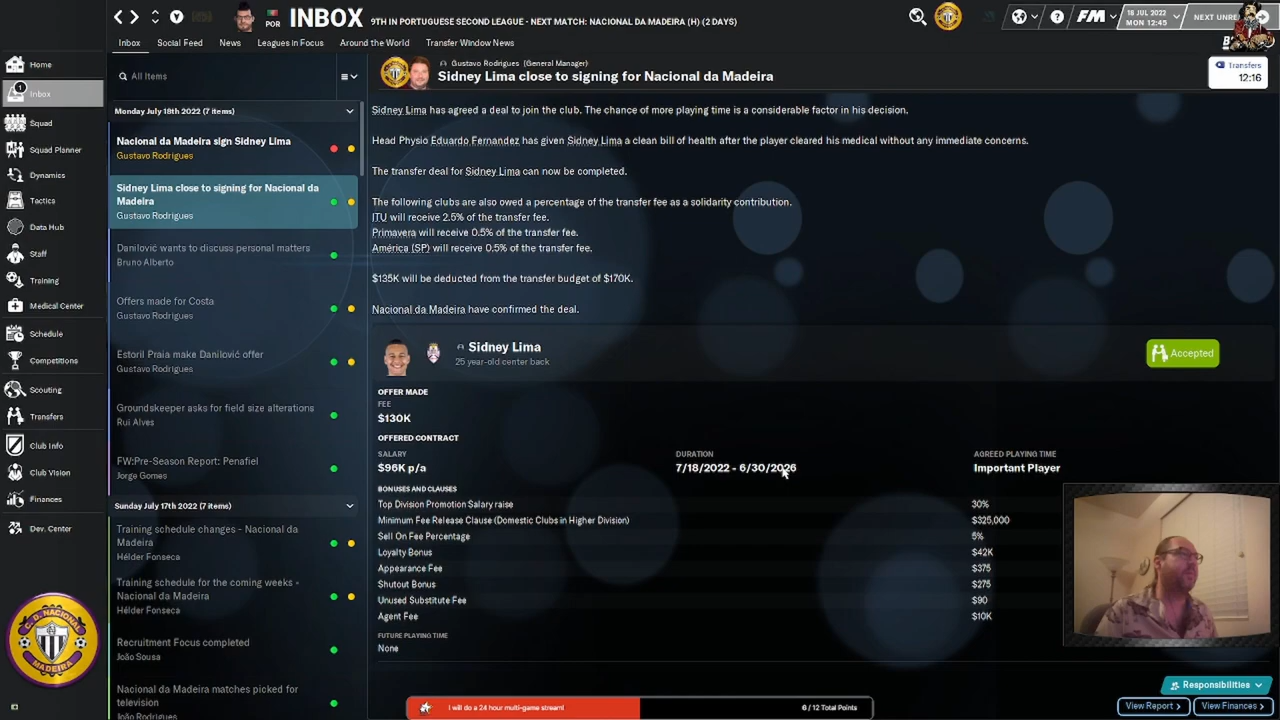 POR
INBOX
9TH IN PORTUGUESE SECOND LEAGUE - NEXT MATCH: NACIONAL DA MADEIRA (H) (2 DAYS)
FM
18 JUL 2022
MON 12:45
NEXT UNRE
Inbox
Social Feed
News
Leagues in Focus
Around the World
Transfer Window News
Home
1
Inbox
Squad
Squad Planner
Dynamics
Tactics
Data Hub
Staff
Training
Medical Center
Schedule
Competitions
Scouting
Transfers
Club Info
Club Vision
Finances
Dev. Center
C.D. NACIONAL
MADEIRA
All Items
Monday July 18th 2022 (7 items)
Nacional da Madeira sign Sidney Lima
Gustavo Rodrigues
Sidney Lima close to signing for Nacional da
Madeira
Gustavo Rodrigues
Danilović wants to discuss personal matters
Bruno Alberto
Offers made for Costa
Gustavo Rodrigues
Estoril Praia make Danilović offer
Gustavo Rodrigues
Groundskeeper asks for field size alterations
Rui Alves
FW:Pre-Season Report: Penafiel
Jorge Gomes
Sunday July 17th 2022 (7 items)
Training schedule changes - Nacional da
Madeira
Hélder Fonseca
Training schedule for the coming weeks -
Nacional da Madeira
Hélder Fonseca
Recruitment Focus completed
João Sousa
Nacional da Madeira matches picked for
television
João Rodrigues
Gustavo Rodrigues (General Manager)
Sidney Lima close to signing for Nacional da Madeira
Transfers
12:16
Sidney Lima has agreed a deal to join the club. The chance of more playing time is a considerable factor in his decision.
Head Physio Eduardo Fernandez has given Sidney Lima a clean bill of health after the player cleared his medical without any immediate concerns.
The transfer deal for Sidney Lima can now be completed.
The following clubs are also owed a percentage of the transfer fee as a solidarity contribution.
ITU will receive 2.5% of the transfer fee.
Primavera will receive 0.5% of the transfer fee.
América (SP) will receive 0.5% of the transfer fee.
$135K will be deducted from the transfer budget of $170K.
Nacional da Madeira have confirmed the deal.
Sidney Lima
25 year-old center back
Accepted
OFFER MADE
FEE
$130K
OFFERED CONTRACT
SALARY
$96K p/a
DURATION
7/18/2022 - 6/30/2026
AGREED PLAYING TIME
Important Player
BONUSES AND CLAUSES
Top Division Promotion Salary raise 30%
Minimum Fee Release Clause (Domestic Clubs in Higher Division) $325,000
Sell On Fee Percentage 5%
Loyalty Bonus $42K
Appearance Fee $375
Shutout Bonus $275
Unused Substitute Fee $90
Agent Fee $10K
FUTURE PLAYING TIME
None
Responsibilities
View Report
View Finances
I will do a 24 hour multi-game stream!
6 / 12 Total Points